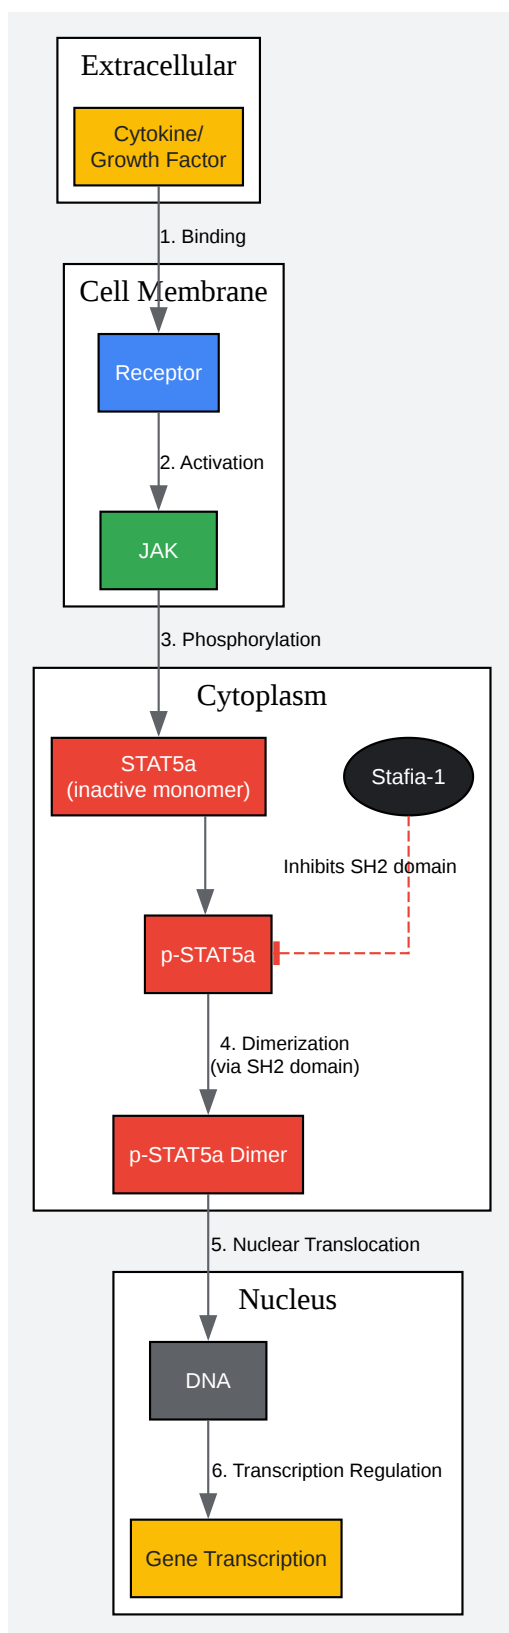 Extracellular
Cytokine/
Growth Factor
1. Binding
Cell Membrane
Receptor
2. Activation
JAK
3. Phosphorylation
Cytoplasm
STAT5a
(inactive monomer)
Stafia-1
Inhibits SH2 domain
p-STAT5a
4. Dimerization
(via SH2 domain)
p-STAT5a Dimer
5. Nuclear Translocation
Nucleus
DNA
6. Transcription Regulation
Gene Transcription